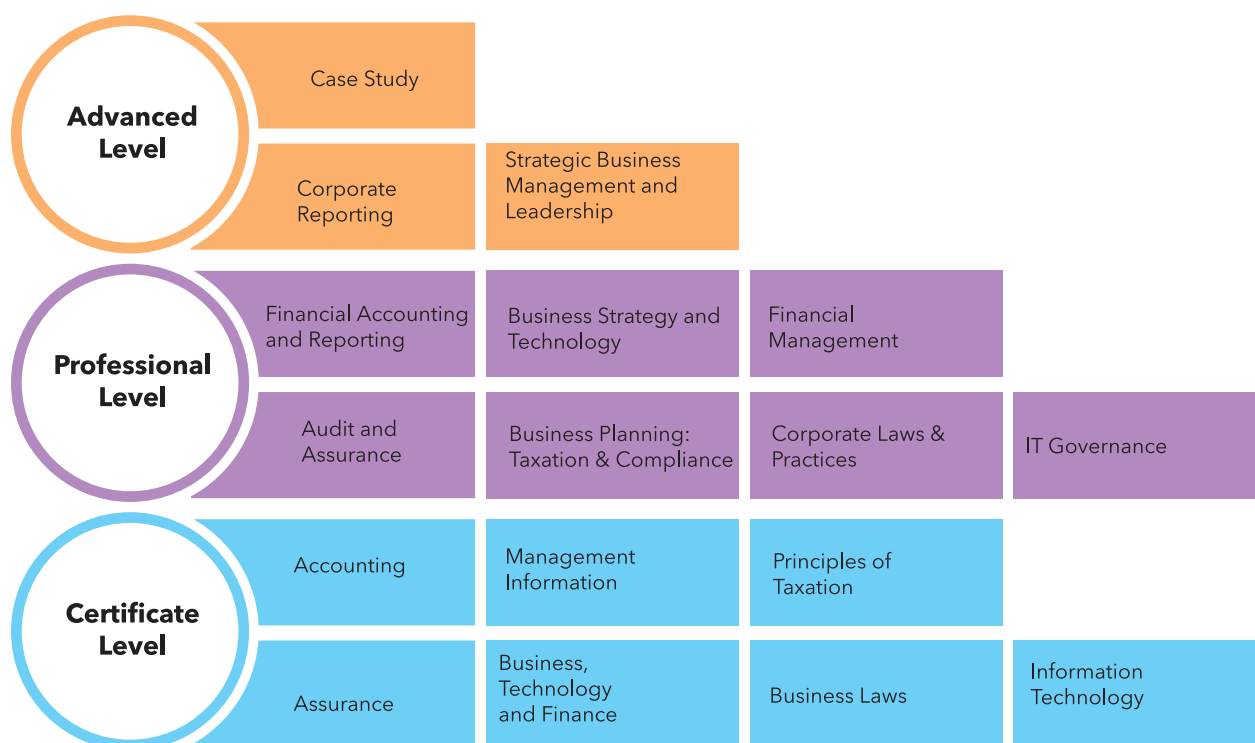 Advanced
Level
Case Study
Corporate
Reporting
Strategic Business
Management and
Leadership
Professional
Level
Financial Accounting
and Reporting
Business Strategy and
Technology
Financial
Management
Audit and
Assurance
Business Planning:
Taxation & Compliance
Corporate Laws &
Practices
IT Governance
Certificate
Level
Accounting
Management
Information
Principles of
Taxation
Assurance
Business,
Technology
and Finance
Business Laws
Information
Technology